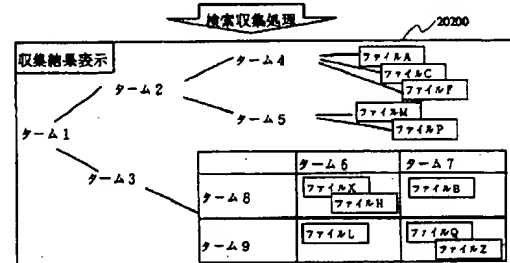 検索収集処理
20200
収集結果表示
ターム4
ファイルA
ファイルC
ファイルF
ターム2
ターム5
ファイルM
ファイルP
ターム1
ターム3
ターム6
ターム7
ターム8
ファイルX
ファイルH
ファイルB
ターム9
ファイルL
ファイルQ
ファイルZ